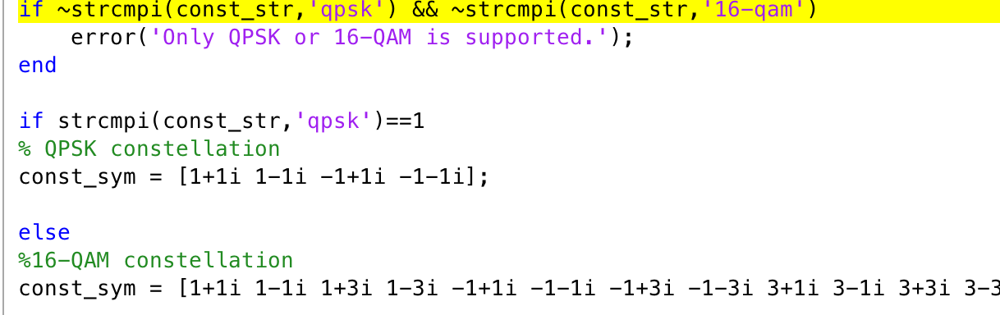 if ~strcmpi(const_str,'qpsk') && ~strcmpi(const_str,'16-qam')
    error('Only QPSK or 16-QAM is supported.');
end
if strcmpi(const_str,'qpsk')==1
% QPSK constellation
const_sym = [1+1i 1-1i -1+1i -1-1i];
else
%16-QAM constellation
const_sym = [1+1i 1-1i 1+3i 1-3i -1+1i -1-1i -1+3i -1-3i 3+1i 3-1i 3+3i 3-3